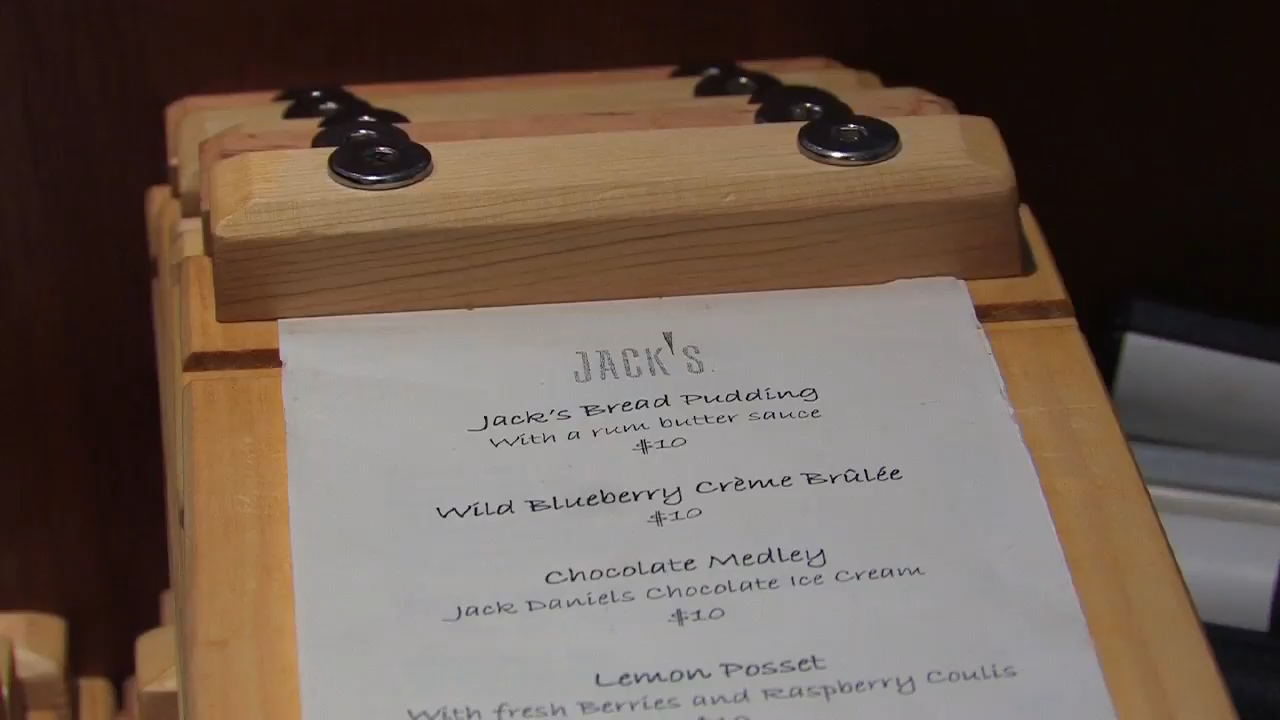 JACK'S
Jack's Bread Pudding
With a rum butter sauce
$10
Wild Blueberry Crème Brûlée
$10
Chocolate Medley
Jack Daniels Chocolate Ice Cream
$10
Lemon Posset
With fresh Berries and Raspberry Coulis